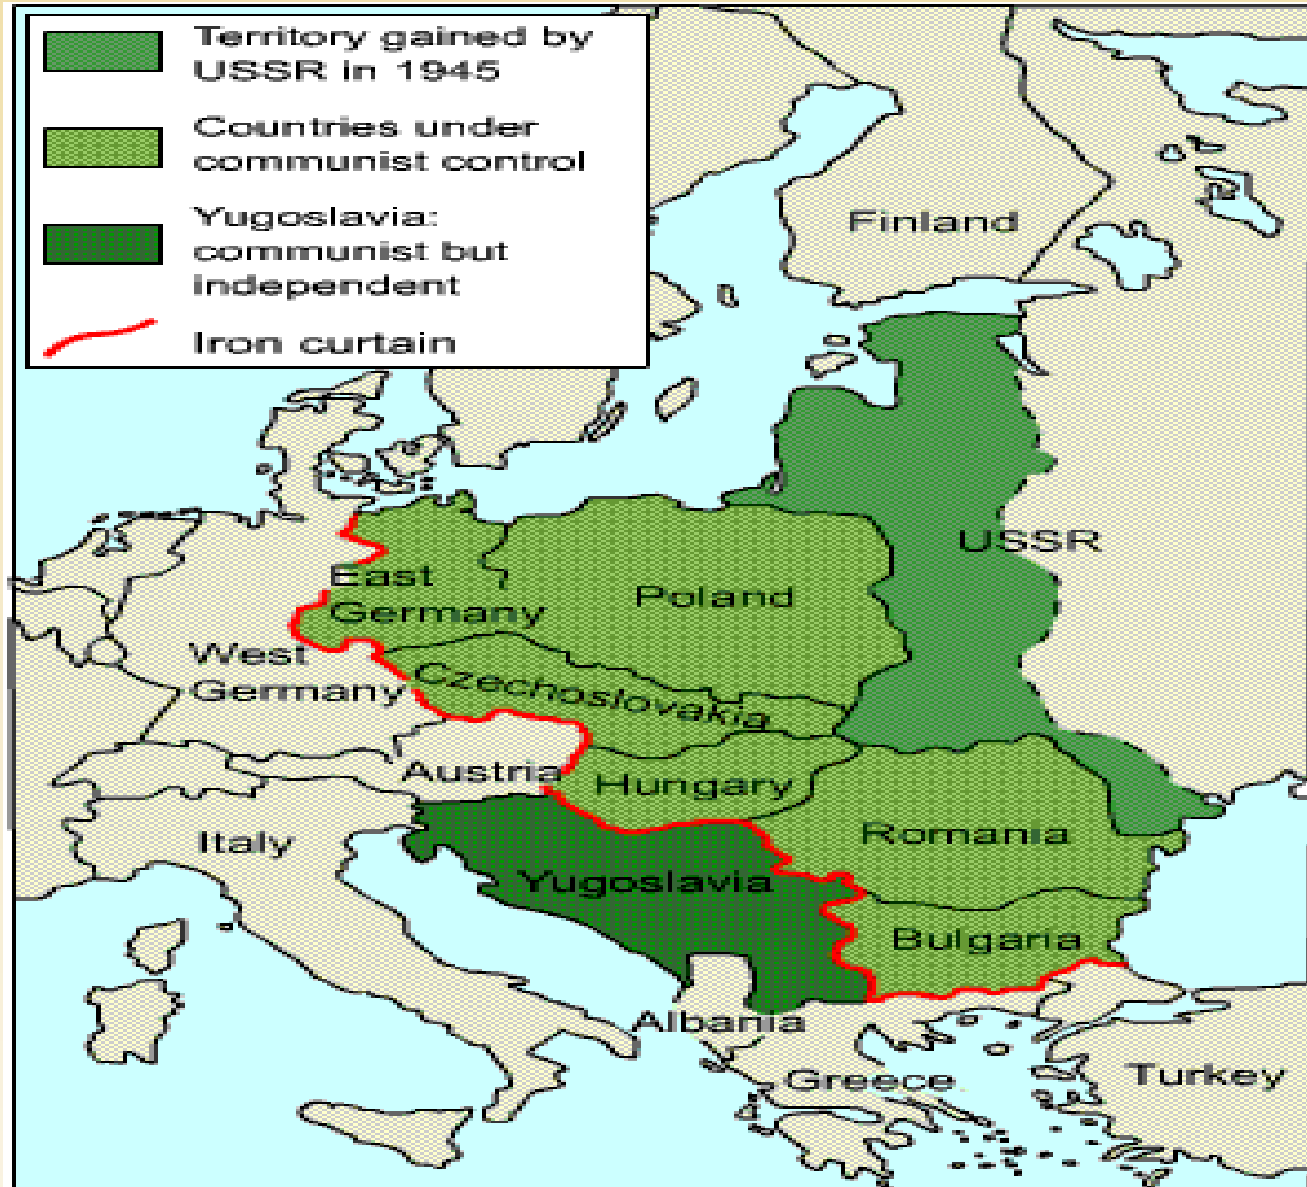 Territory gained by
USSR in 1945
Countries under
communist control
Yugoslavia:
communist but
independent
Iron curtain
Finland
USSR
East
Germany
Poland
West
Germany
Czechoslovakia
Austria
Hungary
Italy
Romania
Yugoslavia
Bulgaria
Albania
Greece
Turkey